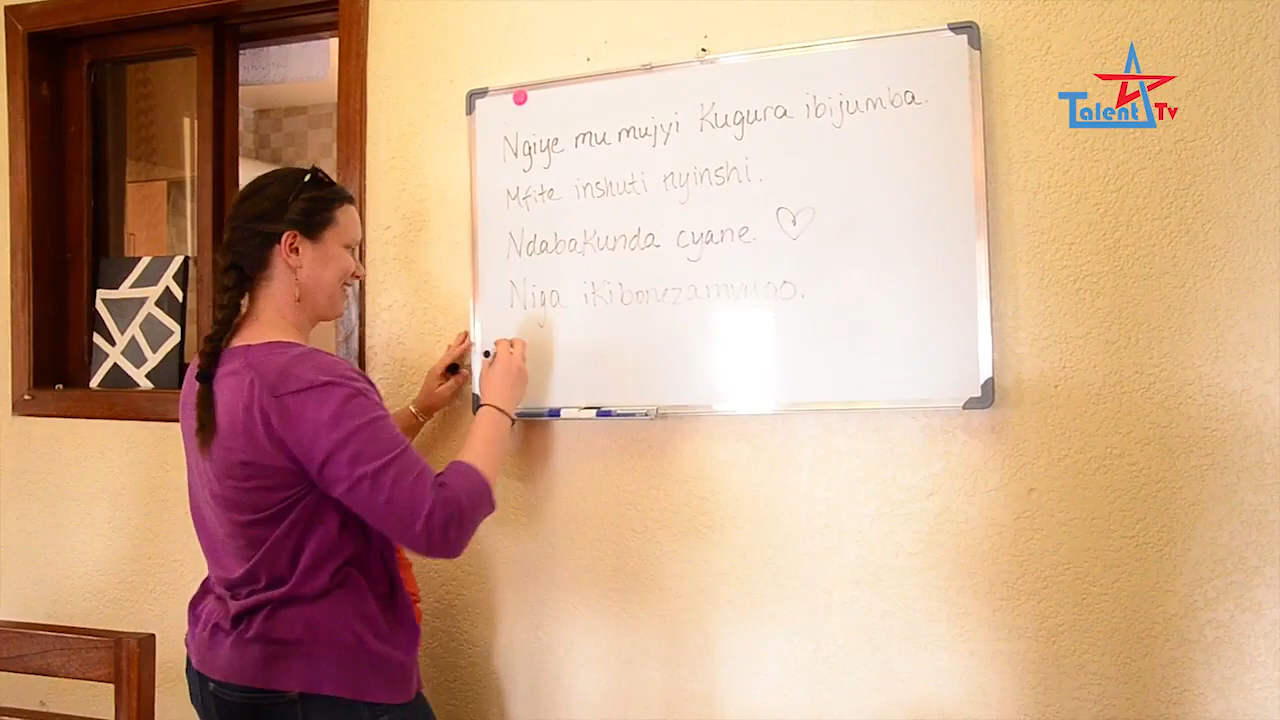 Ngiye mu mujyi Kugura ibijumba.
Mfite inshuti nyinshi.
NdabaKunda cyane.
Niga iKibonezamvugo.
Talent Tv